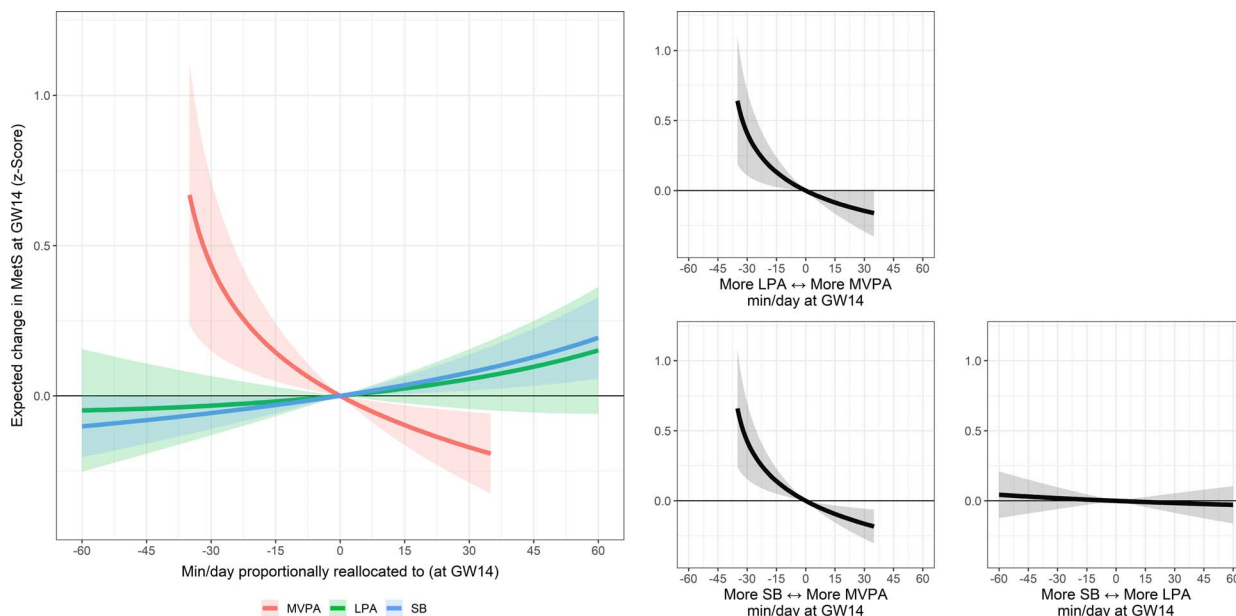 Expected change in MetS at GW14 (z-Score)
1.0
0.5
0.0
-60 -45 -30 -15 0 15 30 45 60
Min/day proportionally reallocated to (at GW14)
MVPA LPA SB
1.0
0.5
0.0
-60 -45 -30 -15 0 15 30 45 60
More LPA ↔ More MVPA
min/day at GW14
1.0
0.5
0.0
-60 -45 -30 -15 0 15 30 45 60
More SB ↔ More MVPA
min/day at GW14
1.0
0.5
0.0
-60 -45 -30 -15 0 15 30 45 60
More SB ↔ More LPA
min/day at GW14